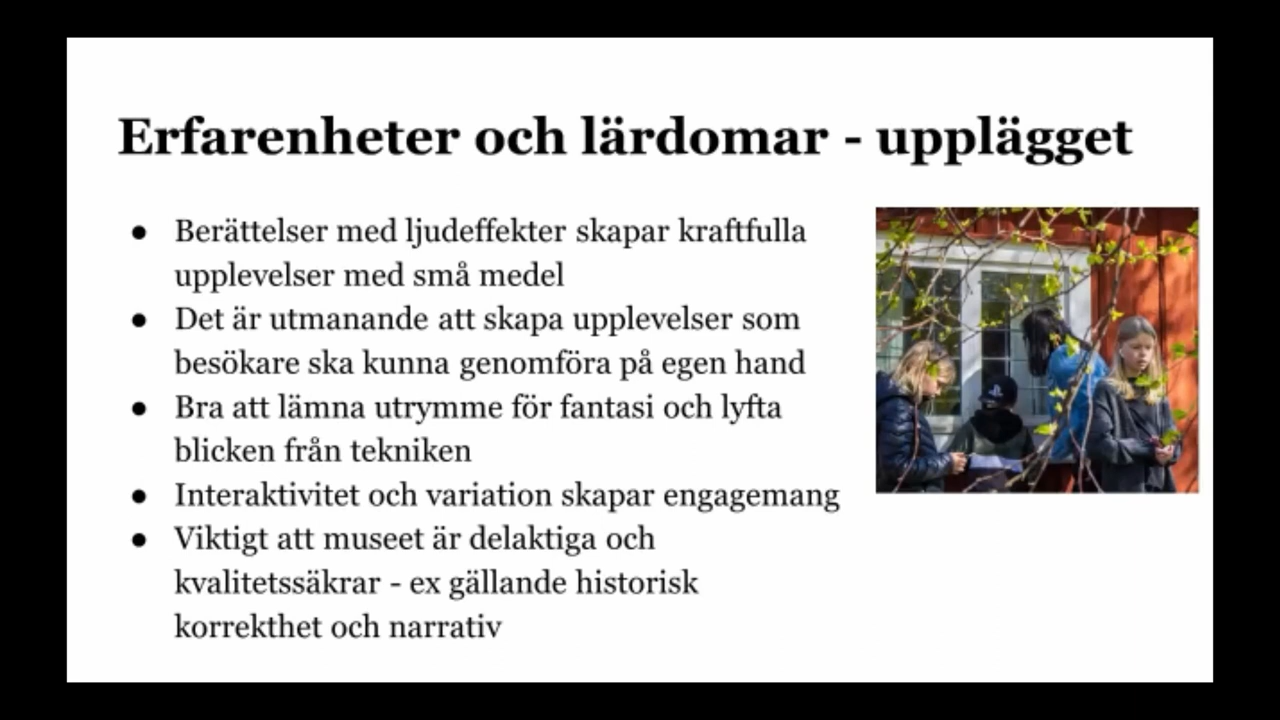 Erfarenheter och lärdomar - upplägget
● Berättelser med ljudeffekter skapar kraftfulla
upplevelser med små medel
● Det är utmanande att skapa upplevelser som
besökare ska kunna genomföra på egen hand
● Bra att lämna utrymme för fantasi och lyfta
blicken från tekniken
● Interaktivitet och variation skapar engagemang
● Viktigt att museet är delaktiga och
kvalitetssäkrar - ex gällande historisk
korrekthet och narrativ